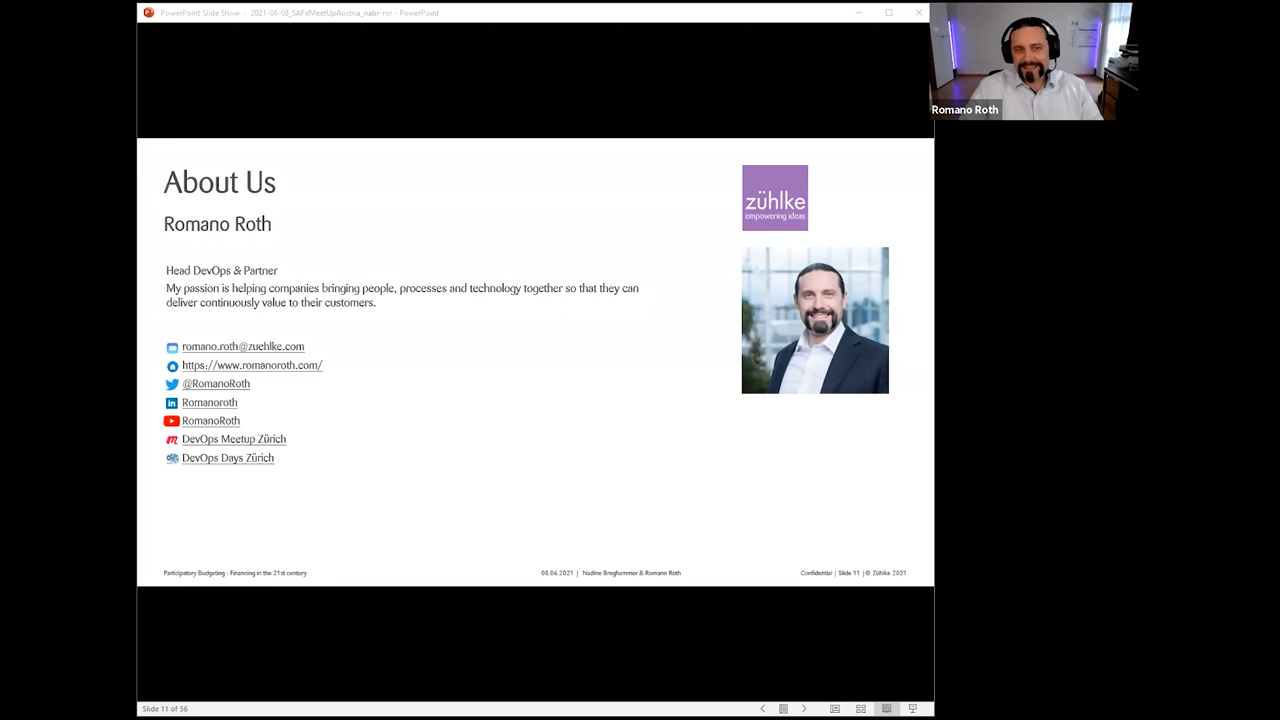 PowerPoint Slide Show - 2021-06-08_SAFeMeetUpAustria_nabr-ror - PowerPoint
Romano Roth
About Us
Romano Roth
zühlke
empowering ideas
Head DevOps & Partner
My passion is helping companies bringing people, processes and technology together so that they can
deliver continuously value to their customers.
romano.roth@zuehlke.com
https://www.romanoroth.com/
@RomanoRoth
Romanoroth
RomanoRoth
DevOps Meetup Zürich
DevOps Days Zürich
Participatory Budgeting - Financing in the 21st century
08.06.2021 | Nadine Broghammer & Romano Roth
Confidential | Slide 11 | © Zühlke 2021
Slide 11 of 56